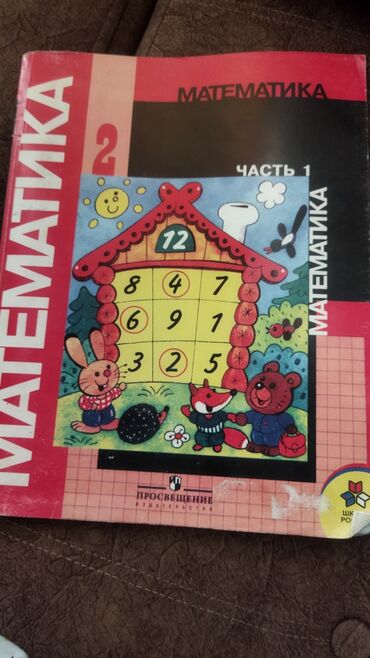 МАТЕМАТИКА
2
МАТЕМАТИКА
ЧАСТЬ 1
МАТЕМАТИКА
12
8 4 7
6 9 1
3 2 5
ПРОСВЕЩЕНИЕ
ИЗДАТЕЛЬСТВО